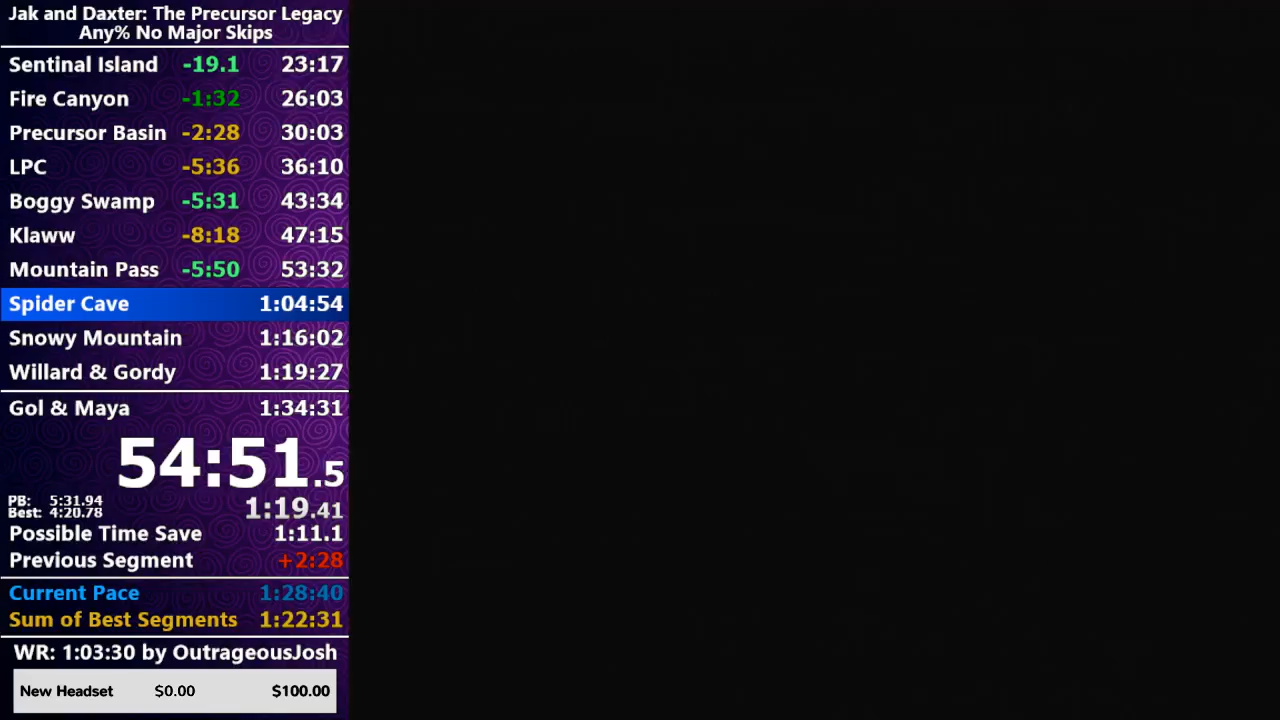 Jak and Daxter: The Precursor Legacy
Any% No Major Skips
Sentinal Island -19.1 23:17
Fire Canyon -1:32 26:03
Precursor Basin -2:28 30:03
LPC -5:36 36:10
Boggy Swamp -5:31 43:34
Klaww -8:18 47:15
Mountain Pass -5:50 53:32
Spider Cave 1:04:54
Snowy Mountain 1:16:02
Willard & Gordy 1:19:27
Gol & Maya 1:34:31
54:51.5
PB: 5:31.94
Best: 4:20.78 1:19.41
Possible Time Save 1:11.1
Previous Segment +2:28
Current Pace 1:28:40
Sum of Best Segments 1:22:31
WR: 1:03:30 by OutrageousJosh
New Headset $0.00 $100.00